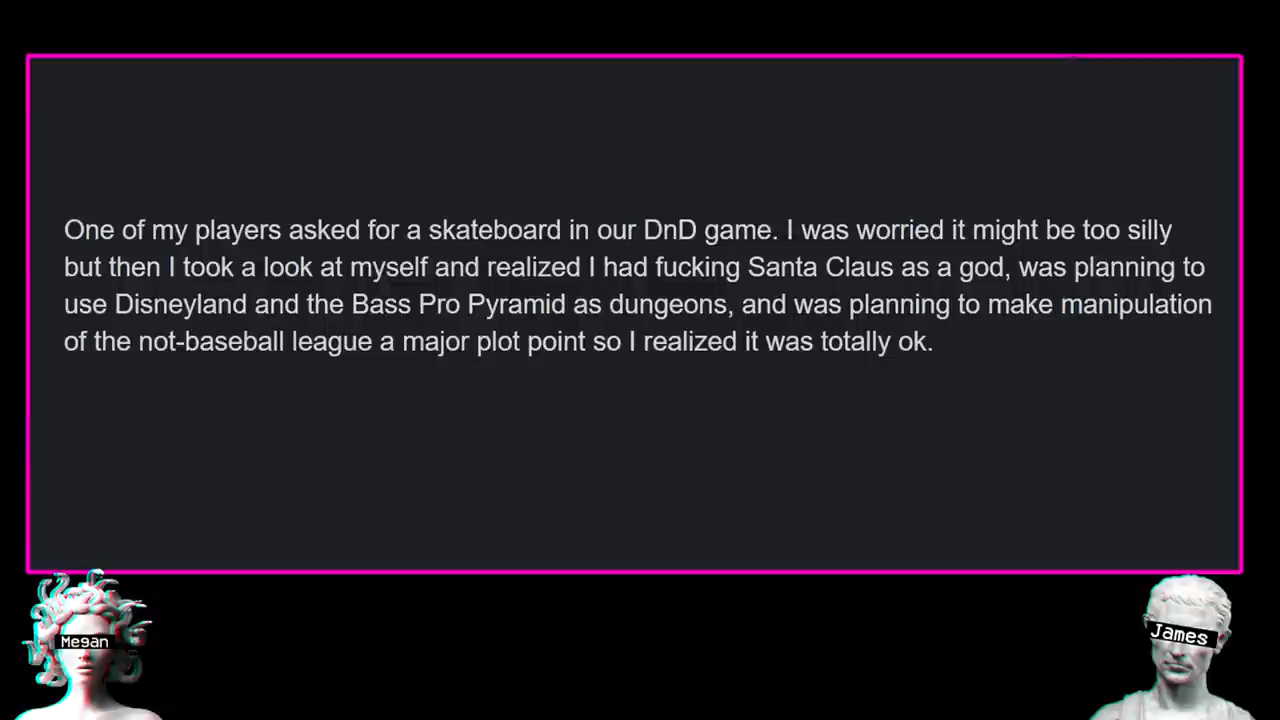 One of my players asked for a skateboard in our DnD game. I was worried it might be too silly
but then I took a look at myself and realized I had fucking Santa Claus as a god, was planning to
use Disneyland and the Bass Pro Pyramid as dungeons, and was planning to make manipulation
of the not-baseball league a major plot point so I realized it was totally ok.
Megan
James